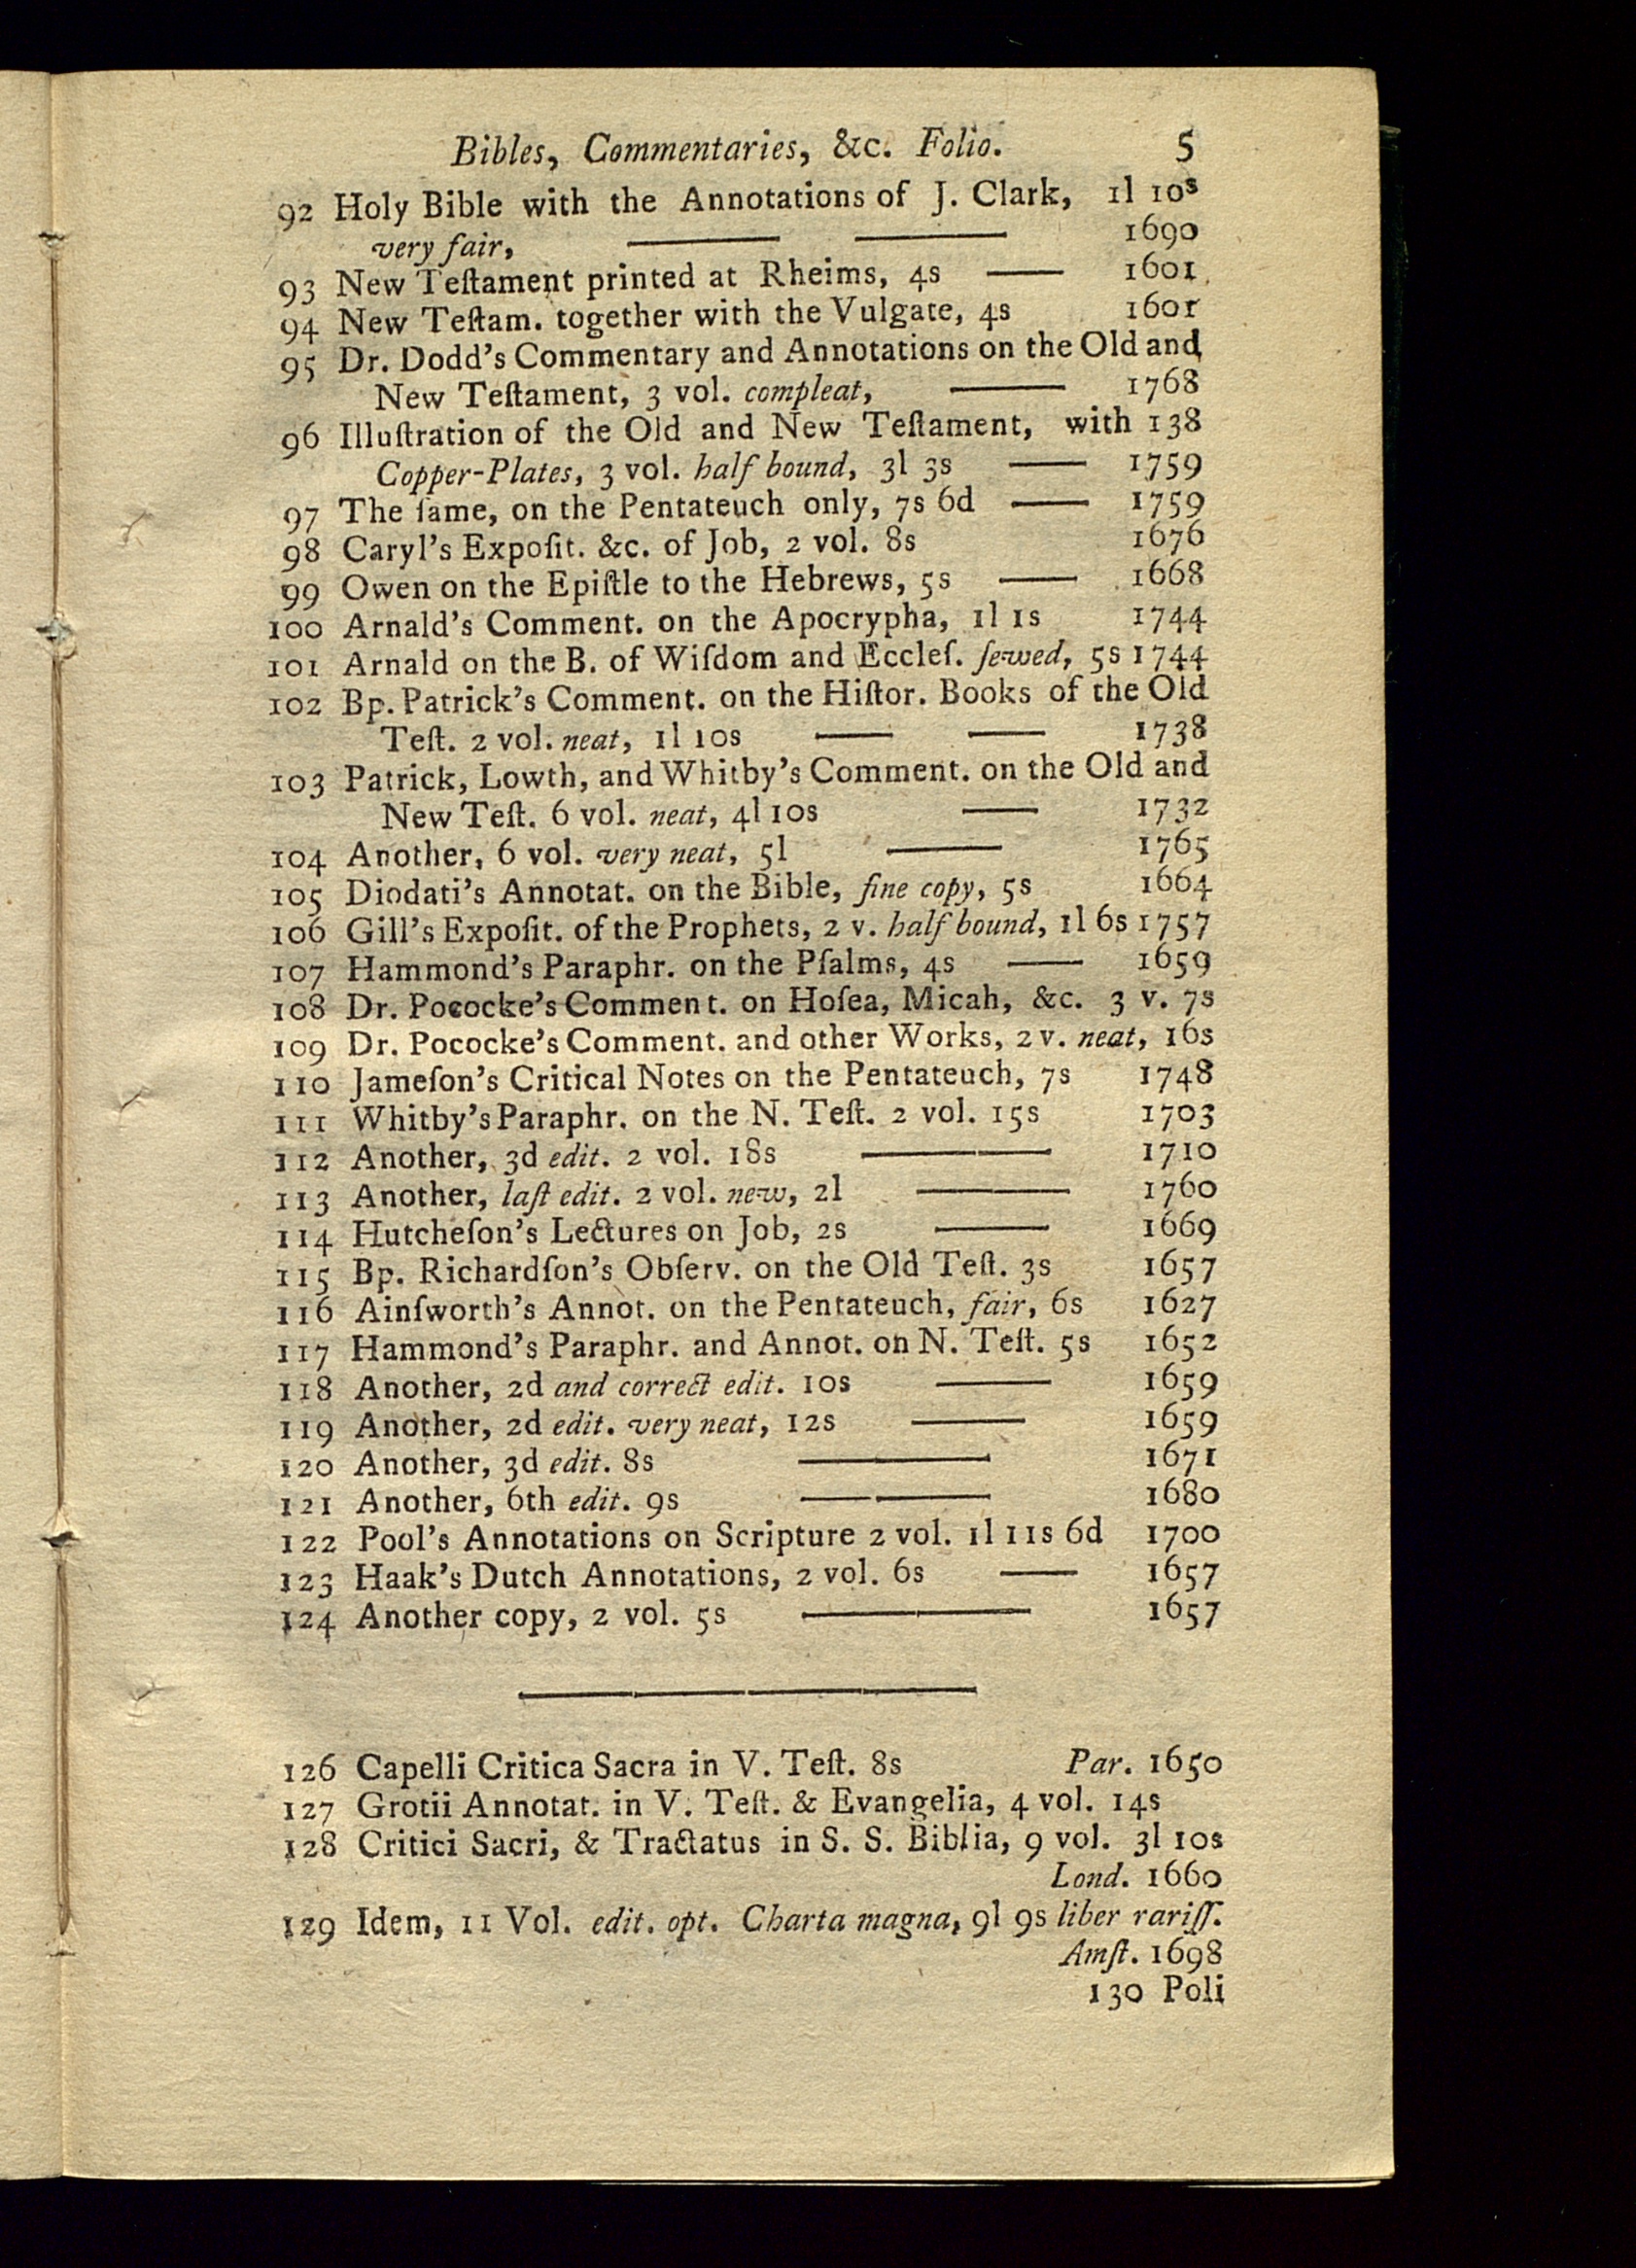 Bibles, Commentaries, &c. Folio. 5
92 Holy Bible with the Annotations of J. Clark, 1l 10s
very fair, —— —— 1690
93 New Teſtament printed at Rheims, 4s —— 1601
94 New Teſtam. together with the Vulgate, 4s 1601
95 Dr. Dodd's Commentary and Annotations on the Old and
New Teſtament, 3 vol. compleat, —— 1768
96 Illuſtration of the Old and New Teſtament, with 138
Copper-Plates, 3 vol. half bound, 3l 3s —— 1759
97 The ſame, on the Pentateuch only, 7s 6d —— 1759
98 Caryl's Expoſit. &c. of Job, 2 vol. 8s 1676
99 Owen on the Epiſtle to the Hebrews, 5s —— 1668
100 Arnald's Comment. on the Apocrypha, 1l 1s 1744
101 Arnald on the B. of Wiſdom and Eccleſ. ſewed, 5s 1744
102 Bp. Patrick's Comment. on the Hiſtor. Books of the Old
Teſt. 2 vol. neat, 1l 10s —— —— 1738
103 Patrick, Lowth, and Whitby's Comment. on the Old and
New Teſt. 6 vol. neat, 4l 10s —— 1732
104 Another, 6 vol. very neat, 5l —— 1765
105 Diodati's Annotat. on the Bible, fine copy, 5s 1664
106 Gill's Expoſit. of the Prophets, 2 v. half bound, 1l 6s 1757
107 Hammond's Paraphr. on the Pſalms, 4s —— 1659
108 Dr. Pococke's Comment. on Hoſea, Micah, &c. 3 v. 7s
109 Dr. Pococke's Comment. and other Works, 2 v. neat, 16s
110 Jameſon's Critical Notes on the Pentateuch, 7s 1748
111 Whitby's Paraphr. on the N. Teſt. 2 vol. 15s 1703
112 Another, 3d edit. 2 vol. 18s —— 1710
113 Another, laſt edit. 2 vol. new, 2l —— 1760
114 Hutcheſon's Lectures on Job, 2s —— 1669
115 Bp. Richardſon's Obſerv. on the Old Teſt. 3s 1657
116 Ainſworth's Annot. on the Pentateuch, fair, 6s 1627
117 Hammond's Paraphr. and Annot. on N. Teſt. 5s 1652
118 Another, 2d and correct edit. 10s —— 1659
119 Another, 2d edit. very neat, 12s —— 1659
120 Another, 3d edit. 8s —— 1671
121 Another, 6th edit. 9s —— 1680
122 Pool's Annotations on Scripture 2 vol. 1l 11s 6d 1700
123 Haak's Dutch Annotations, 2 vol. 6s —— 1657
124 Another copy, 2 vol. 5s —— 1657
126 Capelli Critica Sacra in V. Teſt. 8s Par. 1650
127 Grotii Annotat. in V. Teſt. & Evangelia, 4 vol. 14s
128 Critici Sacri, & Tractatus in S. S. Biblia, 9 vol. 3l 10s
Lond. 1660
129 Idem, 11 Vol. edit. opt. Charta magna, 9l 9s liber rariſſ.
Amſt. 1698
130 Poli